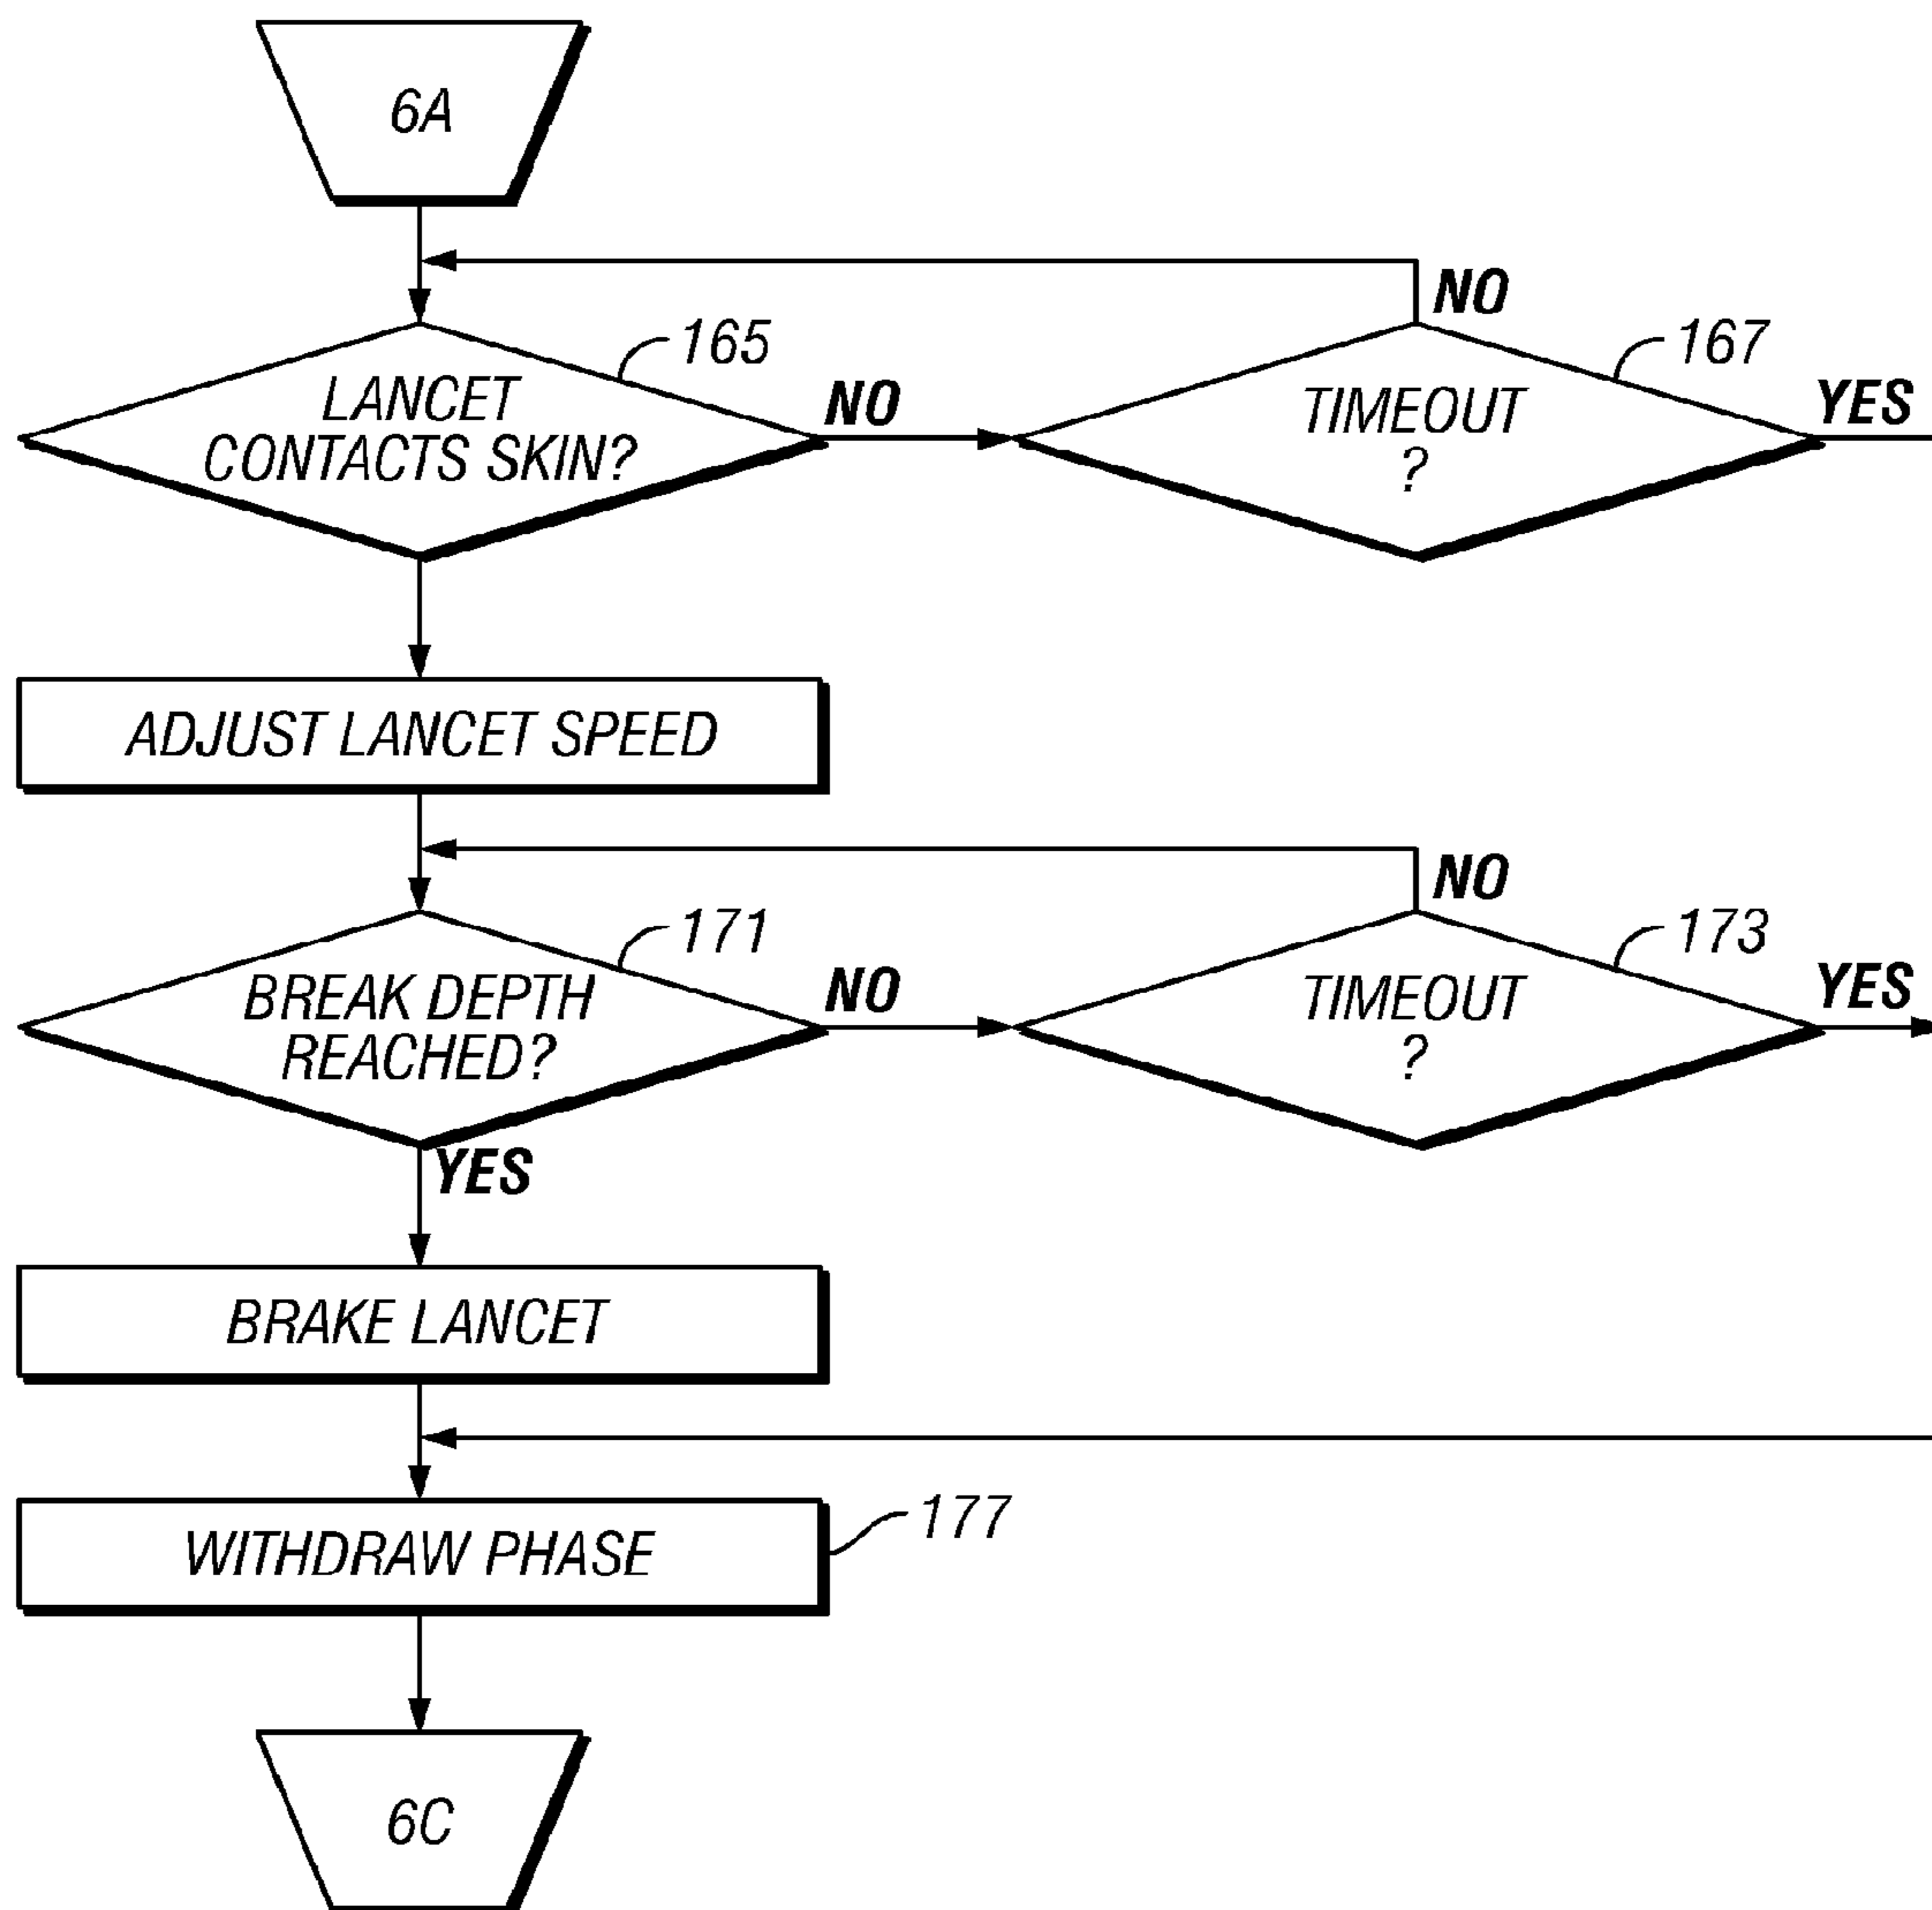 6A
NO
165
167
LANCET
CONTACTS SKIN?
NO
TIMEOUT
?
YES
ADJUST LANCET SPEED
NO
171
173
BREAK DEPTH
REACHED?
NO
TIMEOUT
?
YES
YES
BRAKE LANCET
WITHDRAW PHASE
177
6C